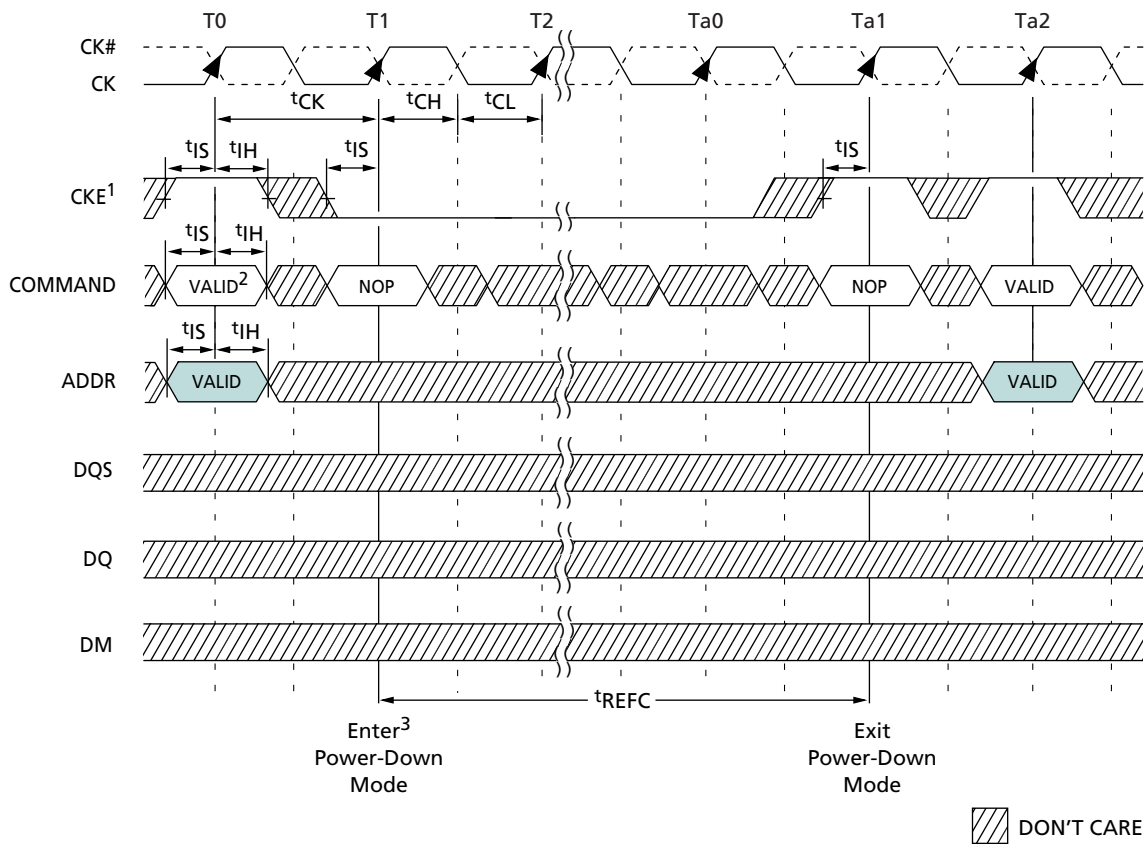 T0 T1 T2 Ta0 Ta1 Ta2
CK#
CK
tCK tCH tCL
tIS tIH tIS tIS
CKE1
tIS tIH
COMMAND VALID2 NOP NOP VALID
tIS tIH
ADDR VALID VALID
DQS
DQ
DM
tREFC
Enter3 Exit
Power-Down Power-Down
Mode Mode
DON'T CARE